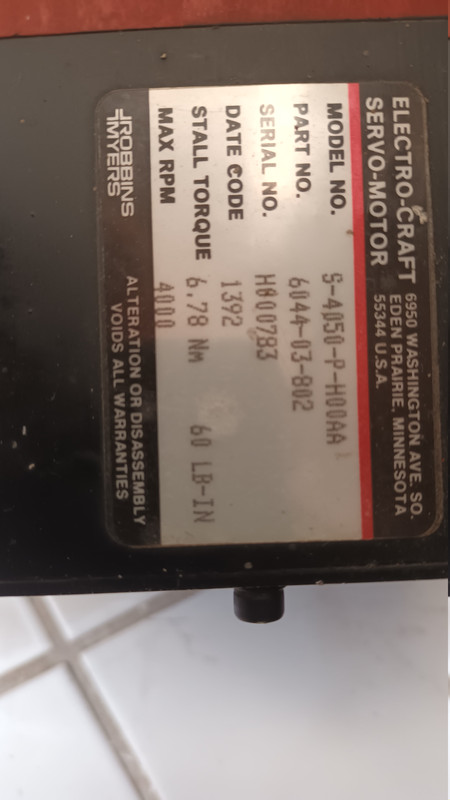 ELECTRO-CRAFT
SERVO-MOTOR
6950 WASHINGTON AVE. SO.
EDEN PRAIRIE, MINNESOTA
55344 U.S.A.
MODEL NO. S-4050-P-H00AA
PART NO. 6044-03-802
SERIAL NO. H800783
DATE CODE 1392
STALL TORQUE 6.78 Nm 60 LB-IN
MAX RPM 4000
ROBBINS
MYERS
ALTERATION OR DISASSEMBLY
VOIDS ALL WARRANTIES